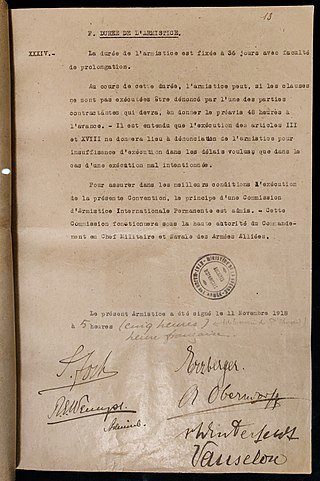 13
F. DURÉE DE L'ARMISTICE.
XXXIV.- La durée de l'armistice est fixée à 36 jours avec faculté
de prolongation.
Au cours de cette durée, l'armistice peut, si les clauses
ne sont pas exécutées être dénoncé par l'une des parties
contractantes qui devra, en donner le préavis 48 heures à
l'avance. - Il est entendu que l'exécution des articles III
et XVIII ne donnera lieu à dénonciation de l'armistice pour
insuffisance d'exécution dans les délais voulus, que dans le
cas d'une exécution mal intentionnée.
Pour assurer dans les meilleurs conditions l'exécution
de la présente Convention, le principe d'une Commission
d'Armistice Internationale Permanente est admis. - Cette
Commission fonctionnera sous la haute autorité du Commande-
ment en Chef Militaire et Navale des Armées Alliées.
Le présent Armistice a été signé le 11 Novembre 1918
à 5 heures (cinq heures)
heure française
F. Foch
Erzberger
R.E. Wemyss
Admiral
A Oberndorff
v Winterfeldt
Vanselow